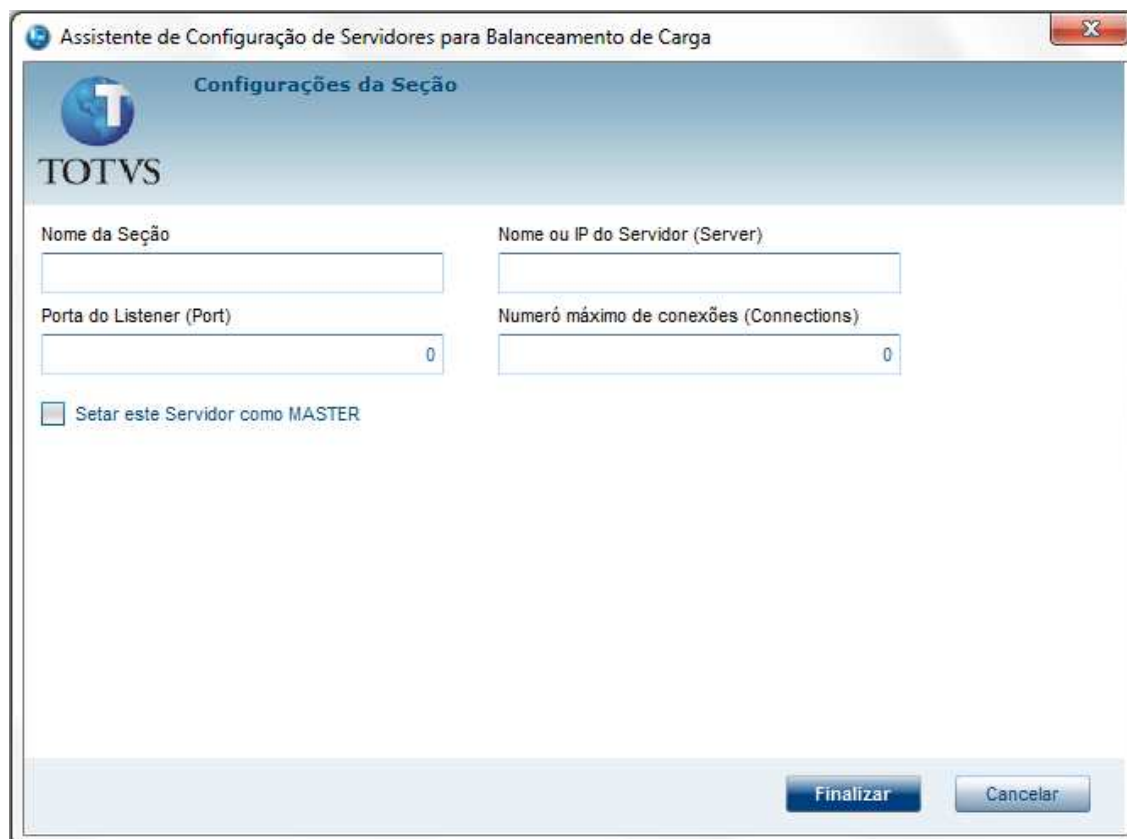 Assistente de Configuração de Servidores para Balanceamento de Carga
Configurações da Seção
T
TOTVS
Nome da Seção
Nome ou IP do Servidor (Server)
Porta do Listener (Port)
Numeró máximo de conexões (Connections)
0
0
Setar este Servidor como MASTER
Finalizar
Cancelar